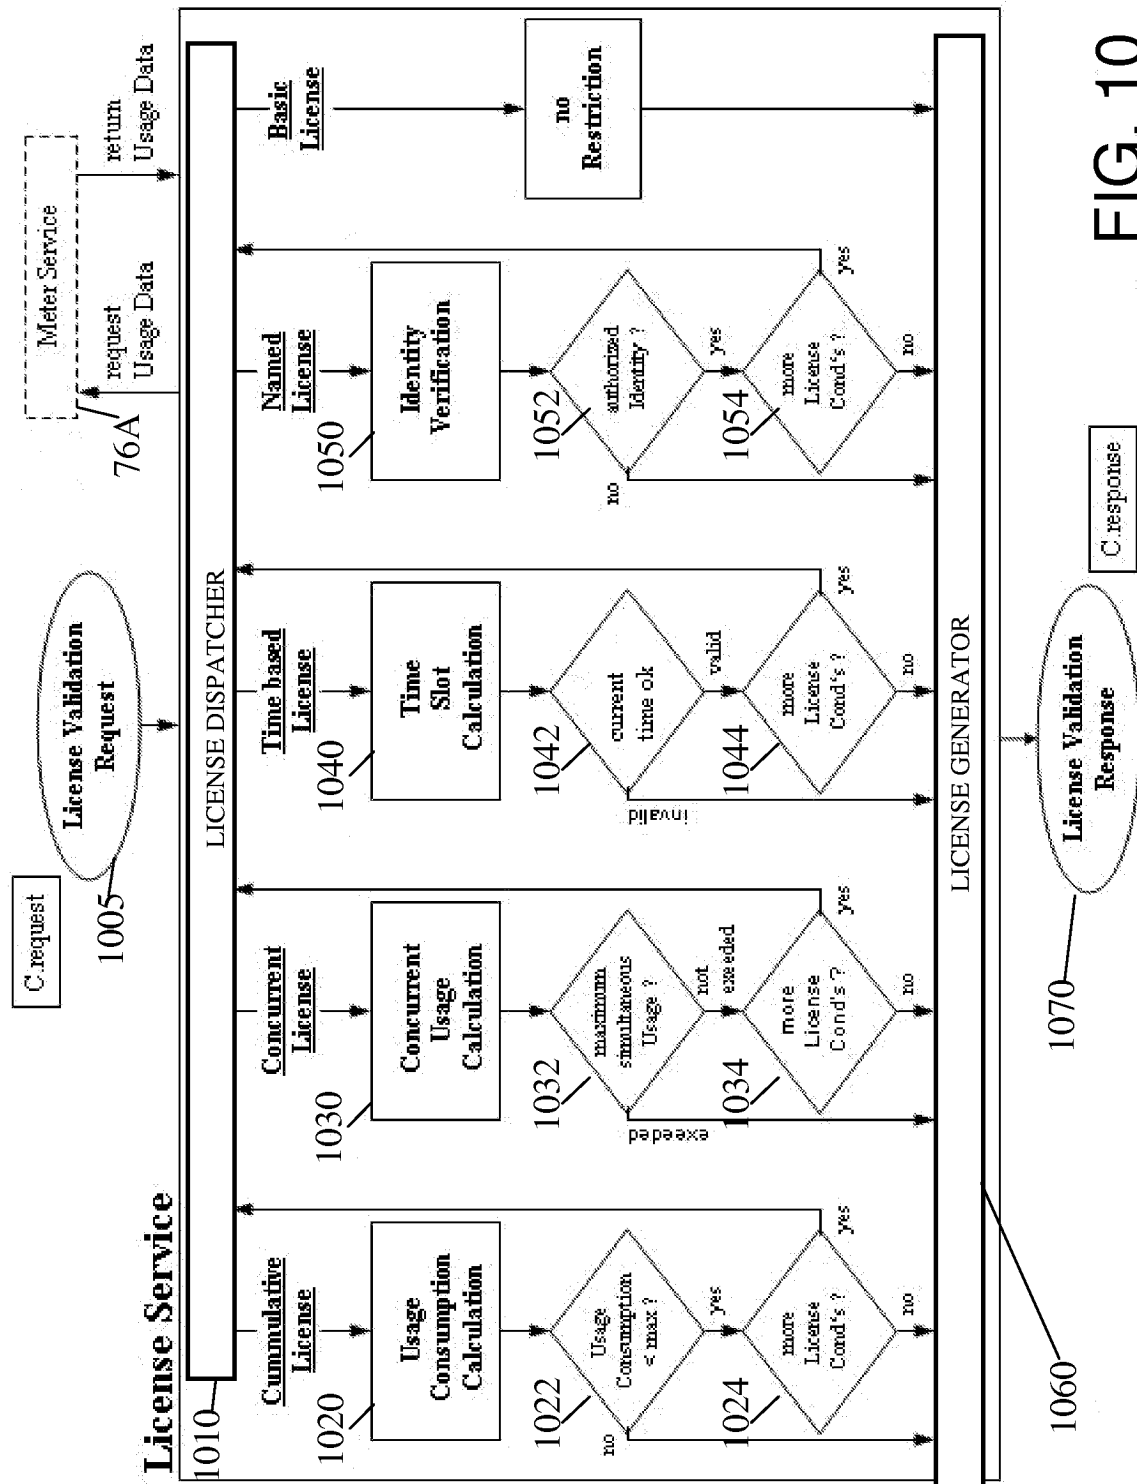 C.request
License Validation
Request
1005
Meter Service
request
Usage Data
return
Usage Data
76A
License Service
1010
LICENSE DISPATCHER
Cummulative
License
1020
Usage
Consumption
Calculation
1022
Usage
Consumption
< max ?
no
yes
1024
more
License
Cond's ?
yes
no
Concurrent
License
1030
Concurrent
Usage
Calculation
1032
maximum
simultaneous
Usage ?
exeeded
not
exeeded
1034
more
License
Cond's ?
yes
no
Time based
License
1040
Time
Slot
Calculation
1042
current
time ok
invalid
valid
1044
more
License
Cond's ?
yes
no
Named
License
1050
Identity
Verification
1052
authorized
Identity ?
no
yes
1054
more
License
Cond's ?
yes
no
Basic
License
no
Restriction
LICENSE GENERATOR
1060
License Validation
Response
1070
C.response
FIG. 10